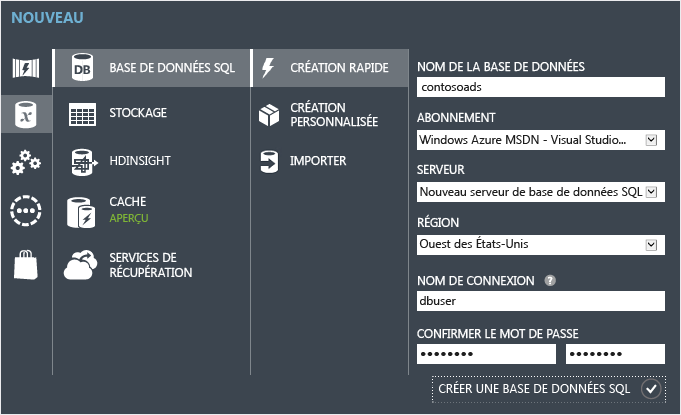 NOUVEAU
DB
BASE DE DONNÉES SQL
x
STOCKAGE
HDINSIGHT
CACHE
APERÇU
SERVICES DE
RÉCUPÉRATION
CRÉATION RAPIDE
CRÉATION
PERSONNALISÉE
IMPORTER
NOM DE LA BASE DE DONNÉES
contosoads
ABONNEMENT
Windows Azure MSDN - Visual Studio...
SERVEUR
Nouveau serveur de base de données SQL
RÉGION
Ouest des États-Unis
NOM DE CONNEXION ?
dbuser
CONFIRMER LE MOT DE PASSE
•••••••• ••••••••
CRÉER UNE BASE DE DONNÉES SQL